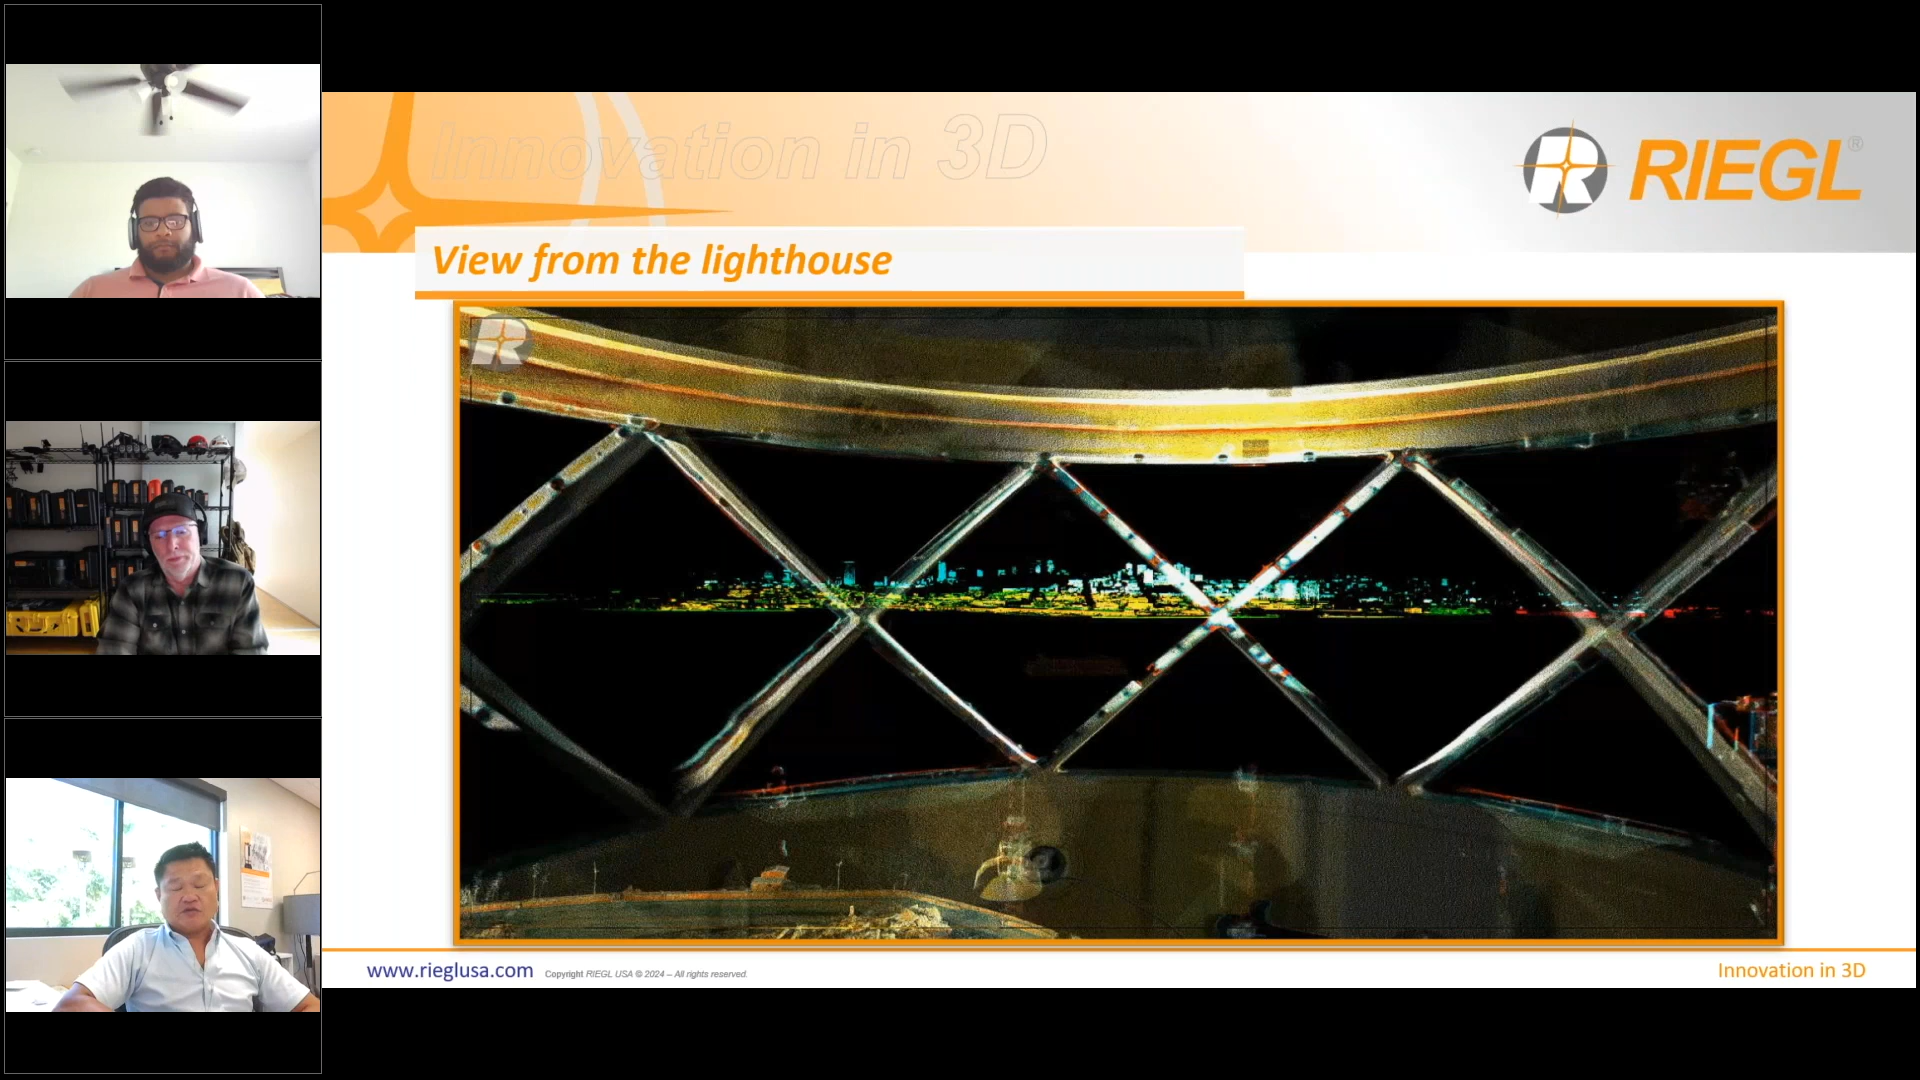 Innovation in 3D
RIEGL®
View from the lighthouse
www.rieglusa.com Copyright RIEGL USA © 2024 – All rights reserved.
Innovation in 3D